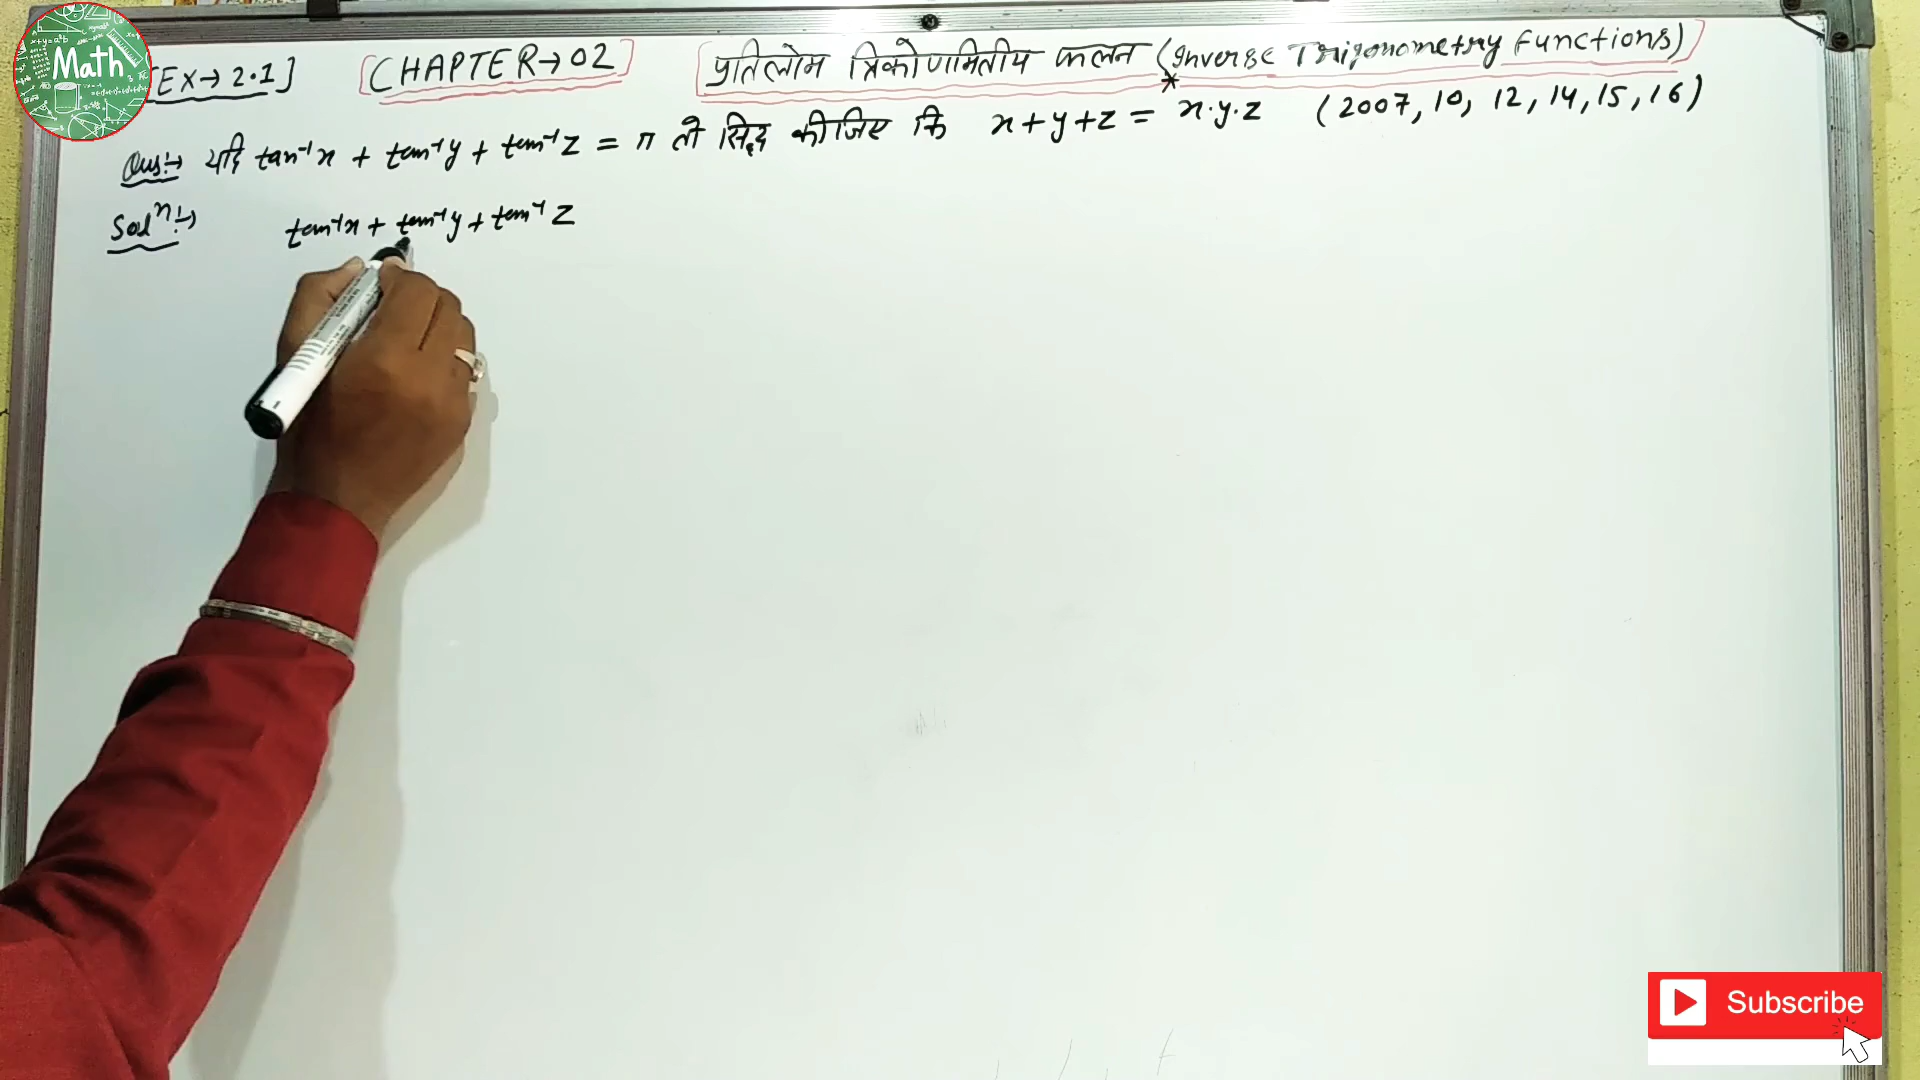 Math
[EX→2.1] [CHAPTER→02] [प्रतिलोम त्रिकोणमितीय फलन (Inverse Trigonometry Functions)]
Ques:→ यदि tan⁻¹x + tan⁻¹y + tan⁻¹z = π तो सिद्ध कीजिए कि x+y+z = x·y·z (2007, 10, 12, 14, 15, 16)
Solⁿ:→ tan⁻¹x + tan⁻¹y + tan⁻¹z
Subscribe